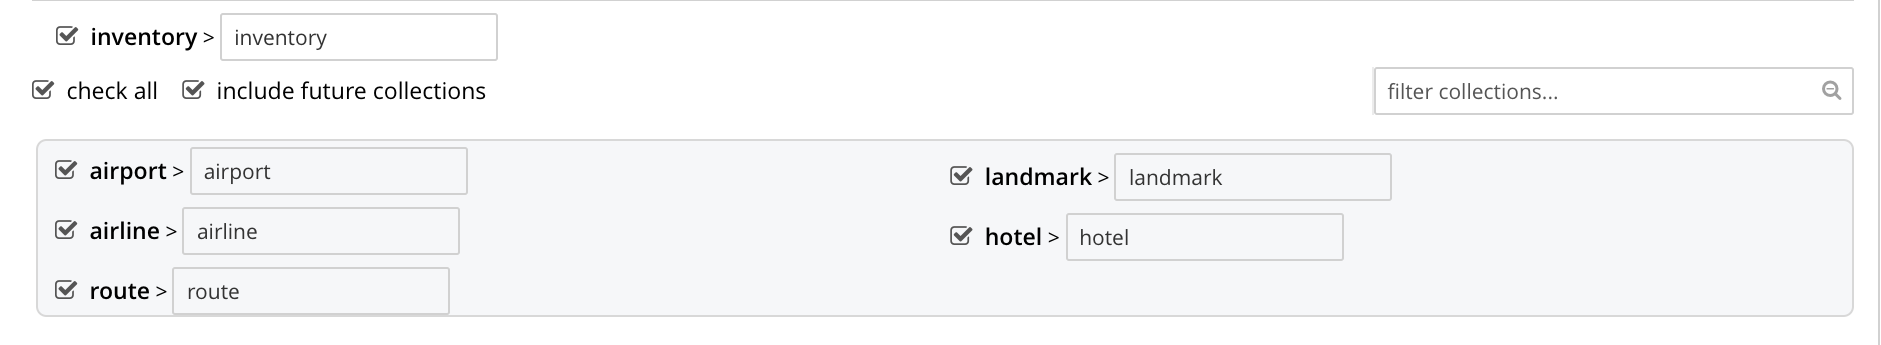 inventory > inventory
check all include future collections filter collections...
airport > airport
airline > airline
route > route
landmark > landmark
hotel > hotel